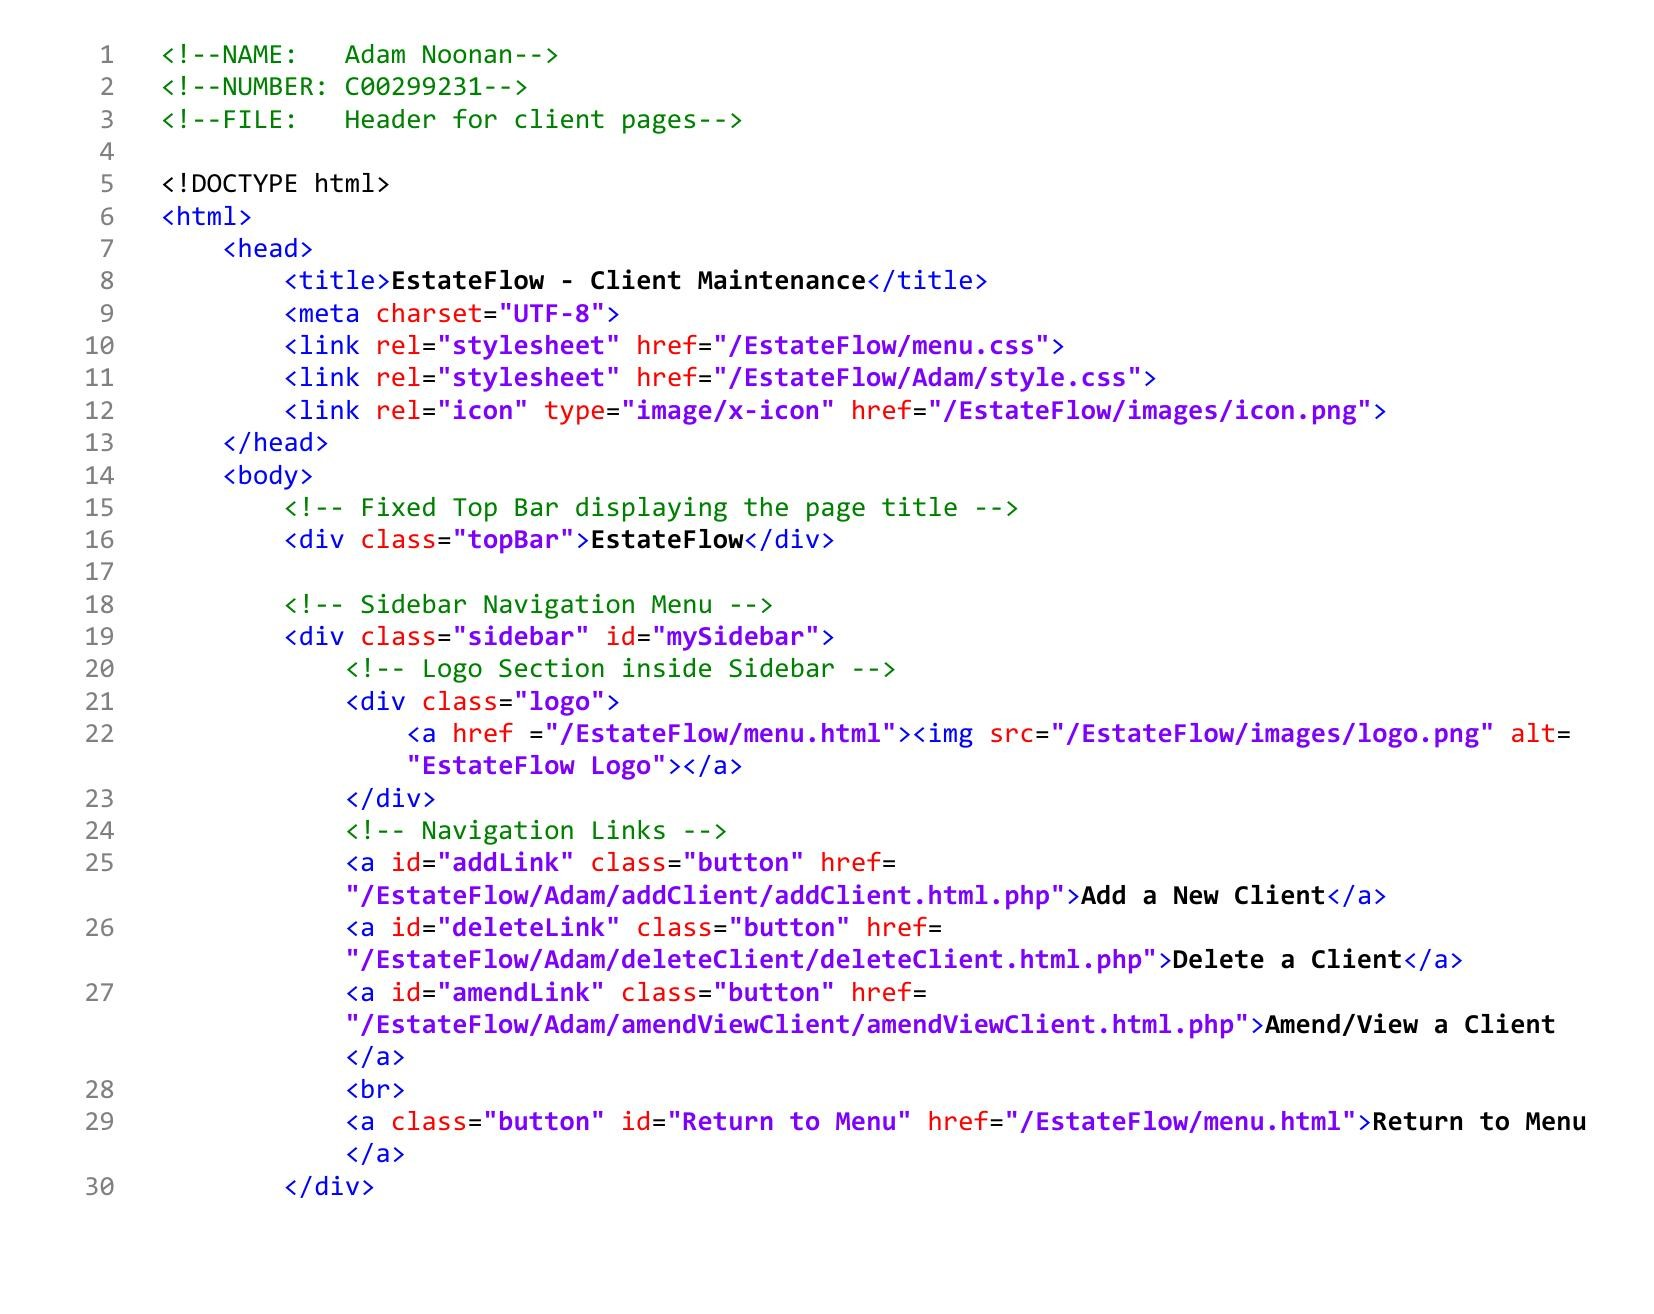 1 <!--NAME:   Adam Noonan-->
2 <!--NUMBER: C00299231-->
3 <!--FILE:   Header for client pages-->
4
5 <!DOCTYPE html>
6 <html>
7     <head>
8         <title>EstateFlow - Client Maintenance</title>
9         <meta charset="UTF-8">
10         <link rel="stylesheet" href="/EstateFlow/menu.css">
11         <link rel="stylesheet" href="/EstateFlow/Adam/style.css">
12         <link rel="icon" type="image/x-icon" href="/EstateFlow/images/icon.png">
13     </head>
14     <body>
15         <!-- Fixed Top Bar displaying the page title -->
16         <div class="topBar">EstateFlow</div>
17
18         <!-- Sidebar Navigation Menu -->
19         <div class="sidebar" id="mySidebar">
20             <!-- Logo Section inside Sidebar -->
21             <div class="logo">
22                 <a href ="/EstateFlow/menu.html"><img src="/EstateFlow/images/logo.png" alt=
                "EstateFlow Logo"></a>
23             </div>
24             <!-- Navigation Links -->
25             <a id="addLink" class="button" href=
            "/EstateFlow/Adam/addClient/addClient.html.php">Add a New Client</a>
26             <a id="deleteLink" class="button" href=
            "/EstateFlow/Adam/deleteClient/deleteClient.html.php">Delete a Client</a>
27             <a id="amendLink" class="button" href=
            "/EstateFlow/Adam/amendViewClient/amendViewClient.html.php">Amend/View a Client
            </a>
28             <br>
29             <a class="button" id="Return to Menu" href="/EstateFlow/menu.html">Return to Menu
            </a>
30         </div>